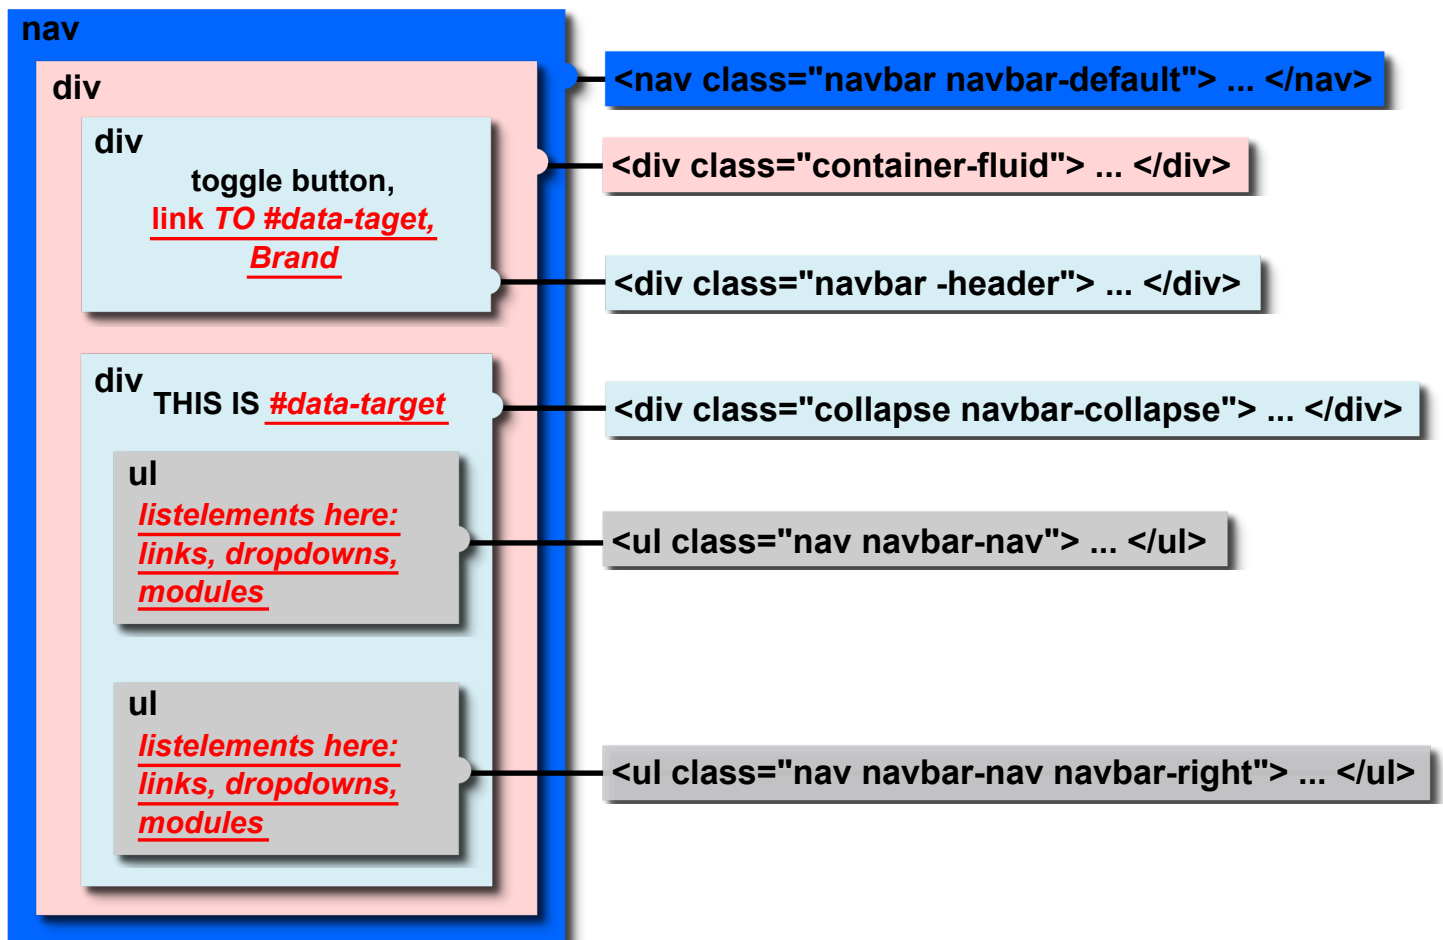 nav
<nav class="navbar navbar-default"> ... </nav>
div
<div class="container-fluid"> ... </div>
div
toggle button,
link TO #data-taget,
Brand
<div class="navbar -header"> ... </div>
div
THIS IS #data-target
<div class="collapse navbar-collapse"> ... </div>
ul
listelements here:
links, dropdowns,
modules
<ul class="nav navbar-nav"> ... </ul>
ul
listelements here:
links, dropdowns,
modules
<ul class="nav navbar-nav navbar-right"> ... </ul>